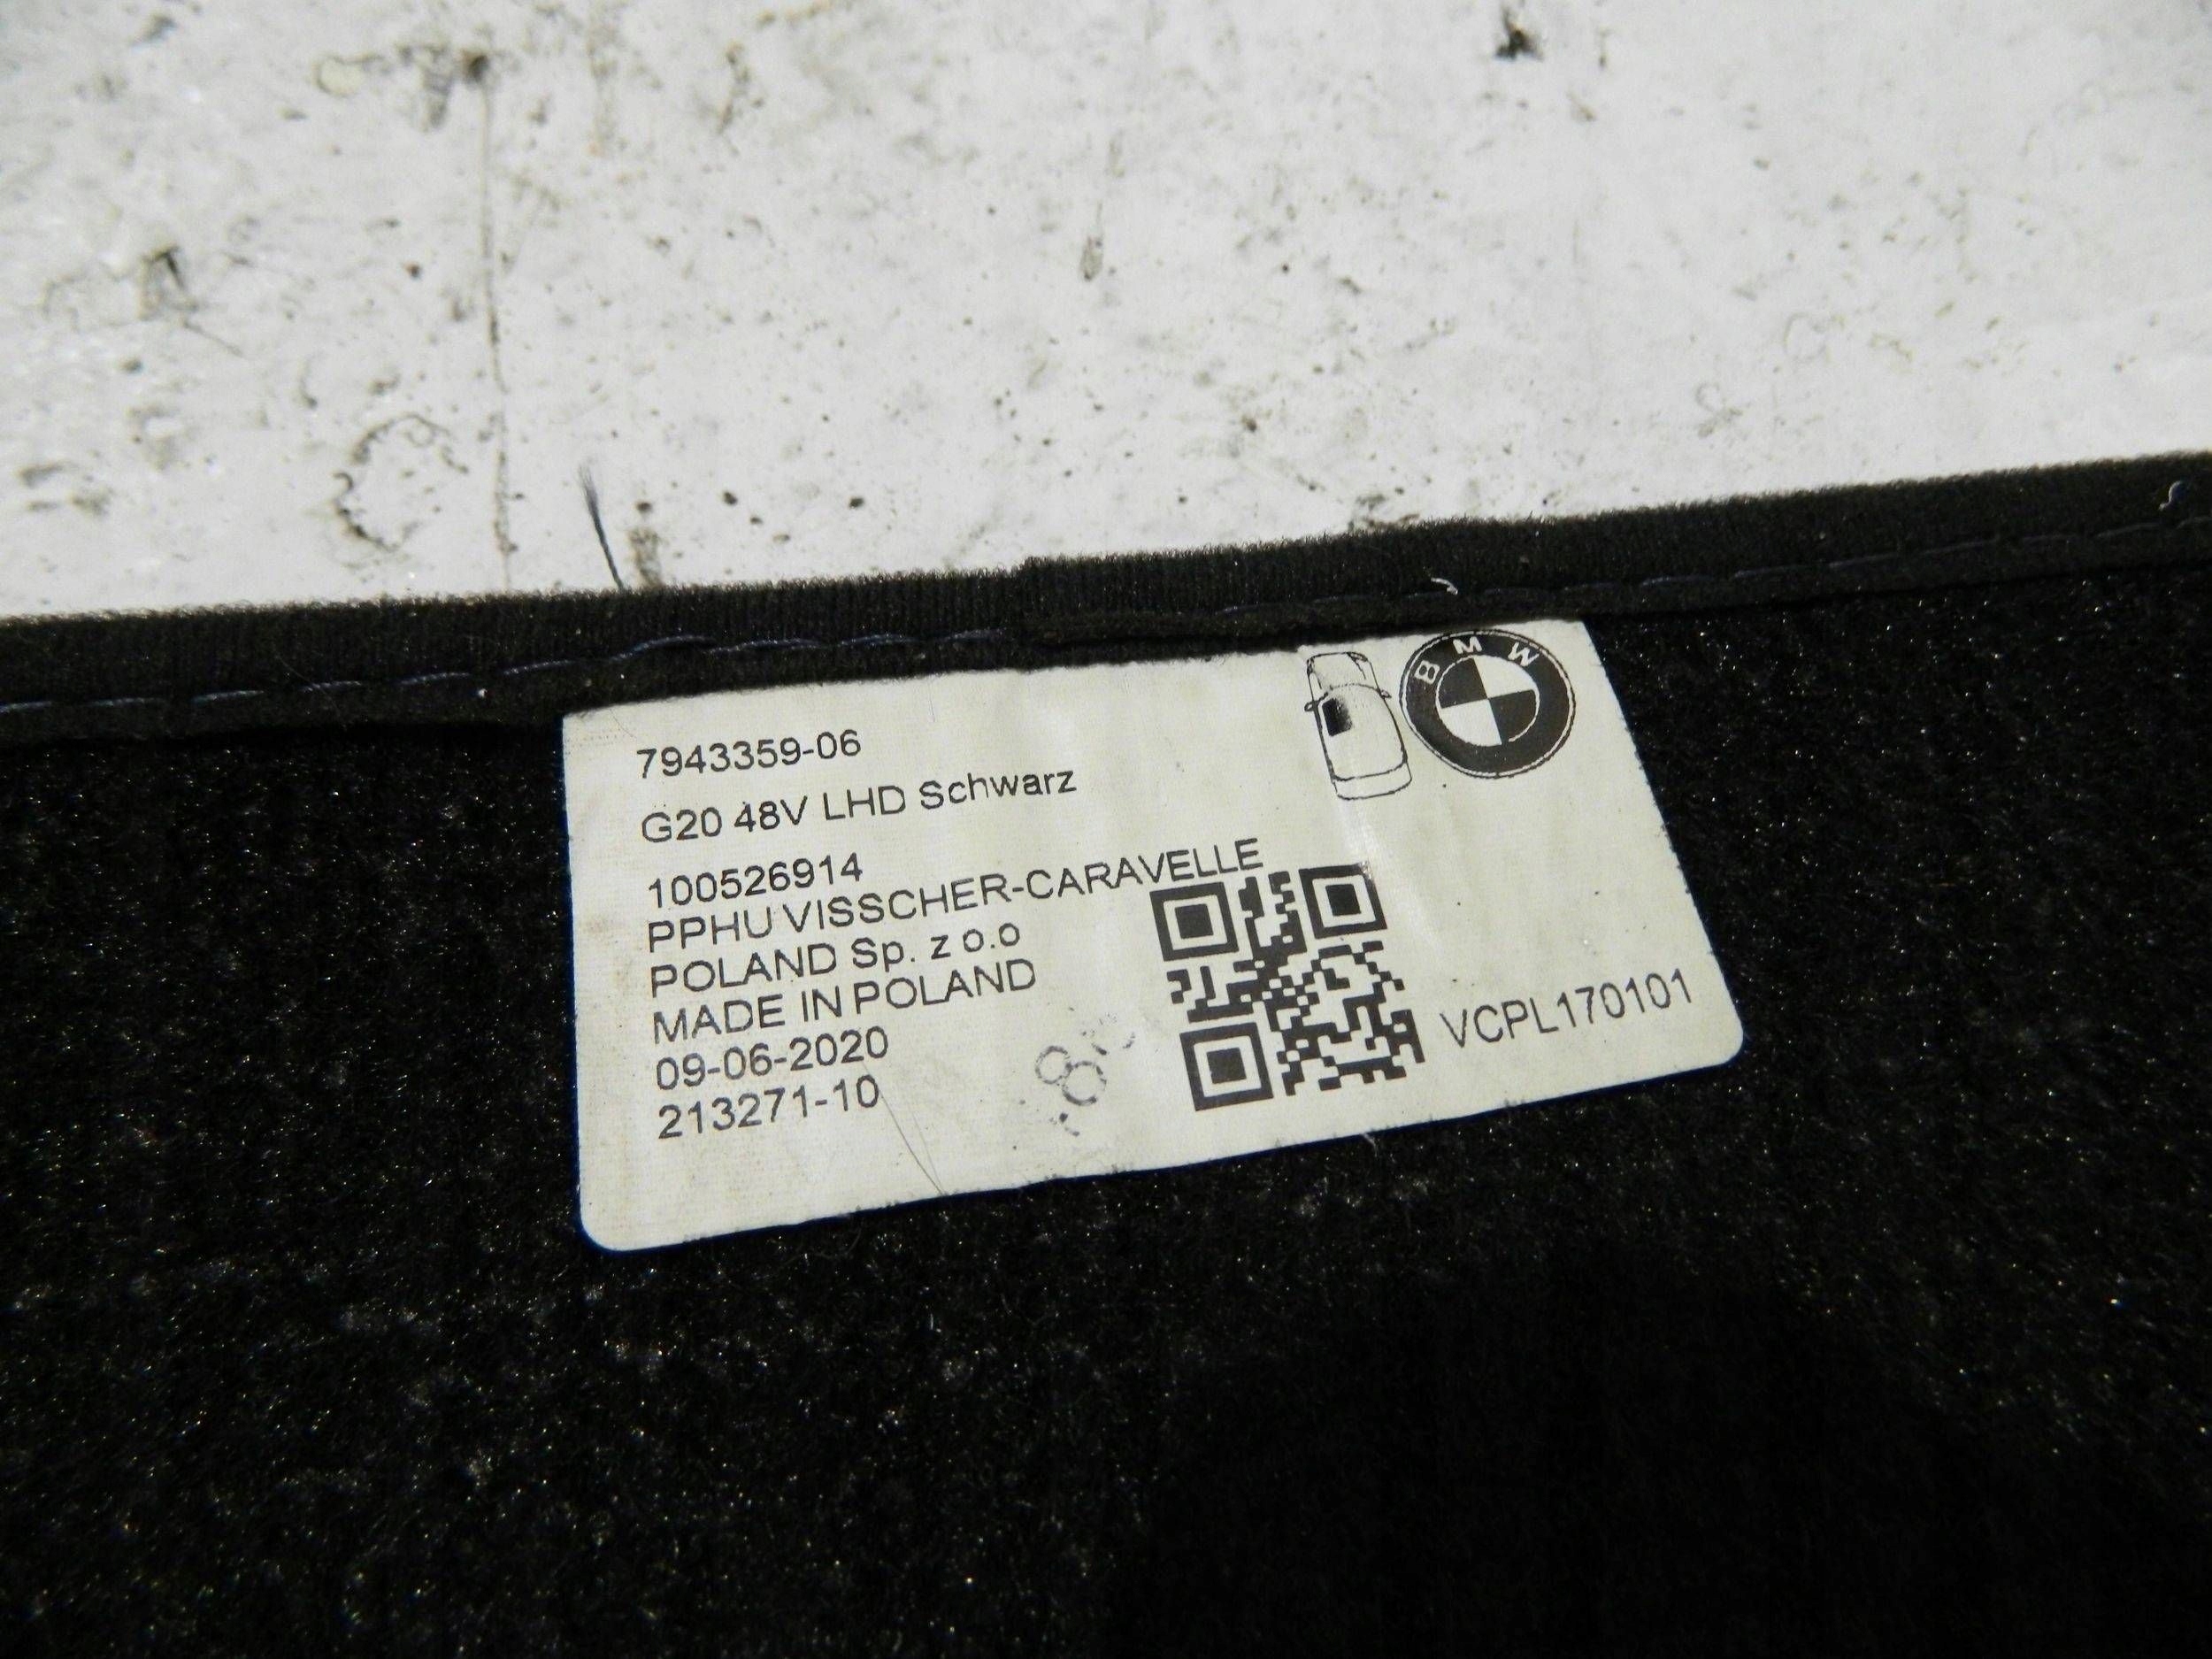 BMW
7943359-06
G20 48V LHD Schwarz
100526914
PPHU VISSCHER-CARAVELLE
POLAND Sp. z o.o
MADE IN POLAND
09-06-2020
213271-10
VCPL170101